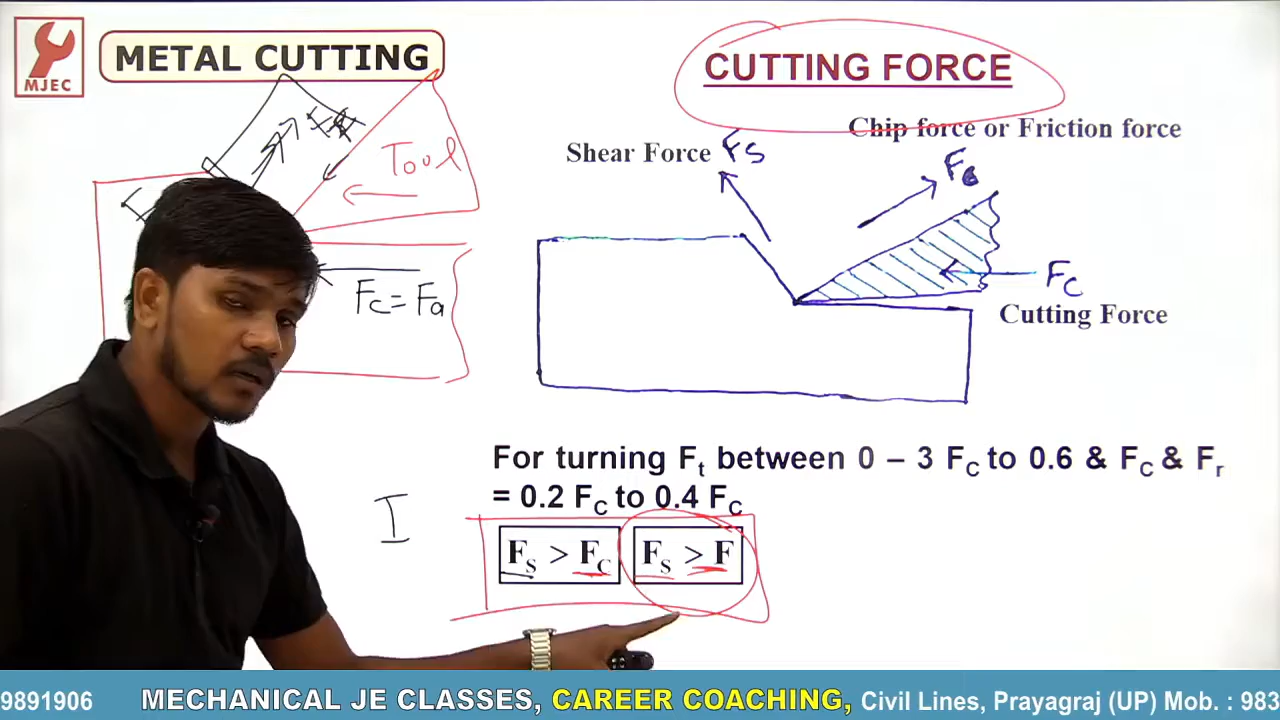 MJEC
METAL CUTTING
CUTTING FORCE
Chip force or Friction force
Shear Force FS
Tool
FC
Cutting Force
FC = Fa
For turning Ft between 0 – 3 FC to 0.6 & FC & Fr
= 0.2 FC to 0.4 FC
I
FS > FC
FS > F
9891906
MECHANICAL JE CLASSES, CAREER COACHING, Civil Lines, Prayagraj (UP) Mob. : 983